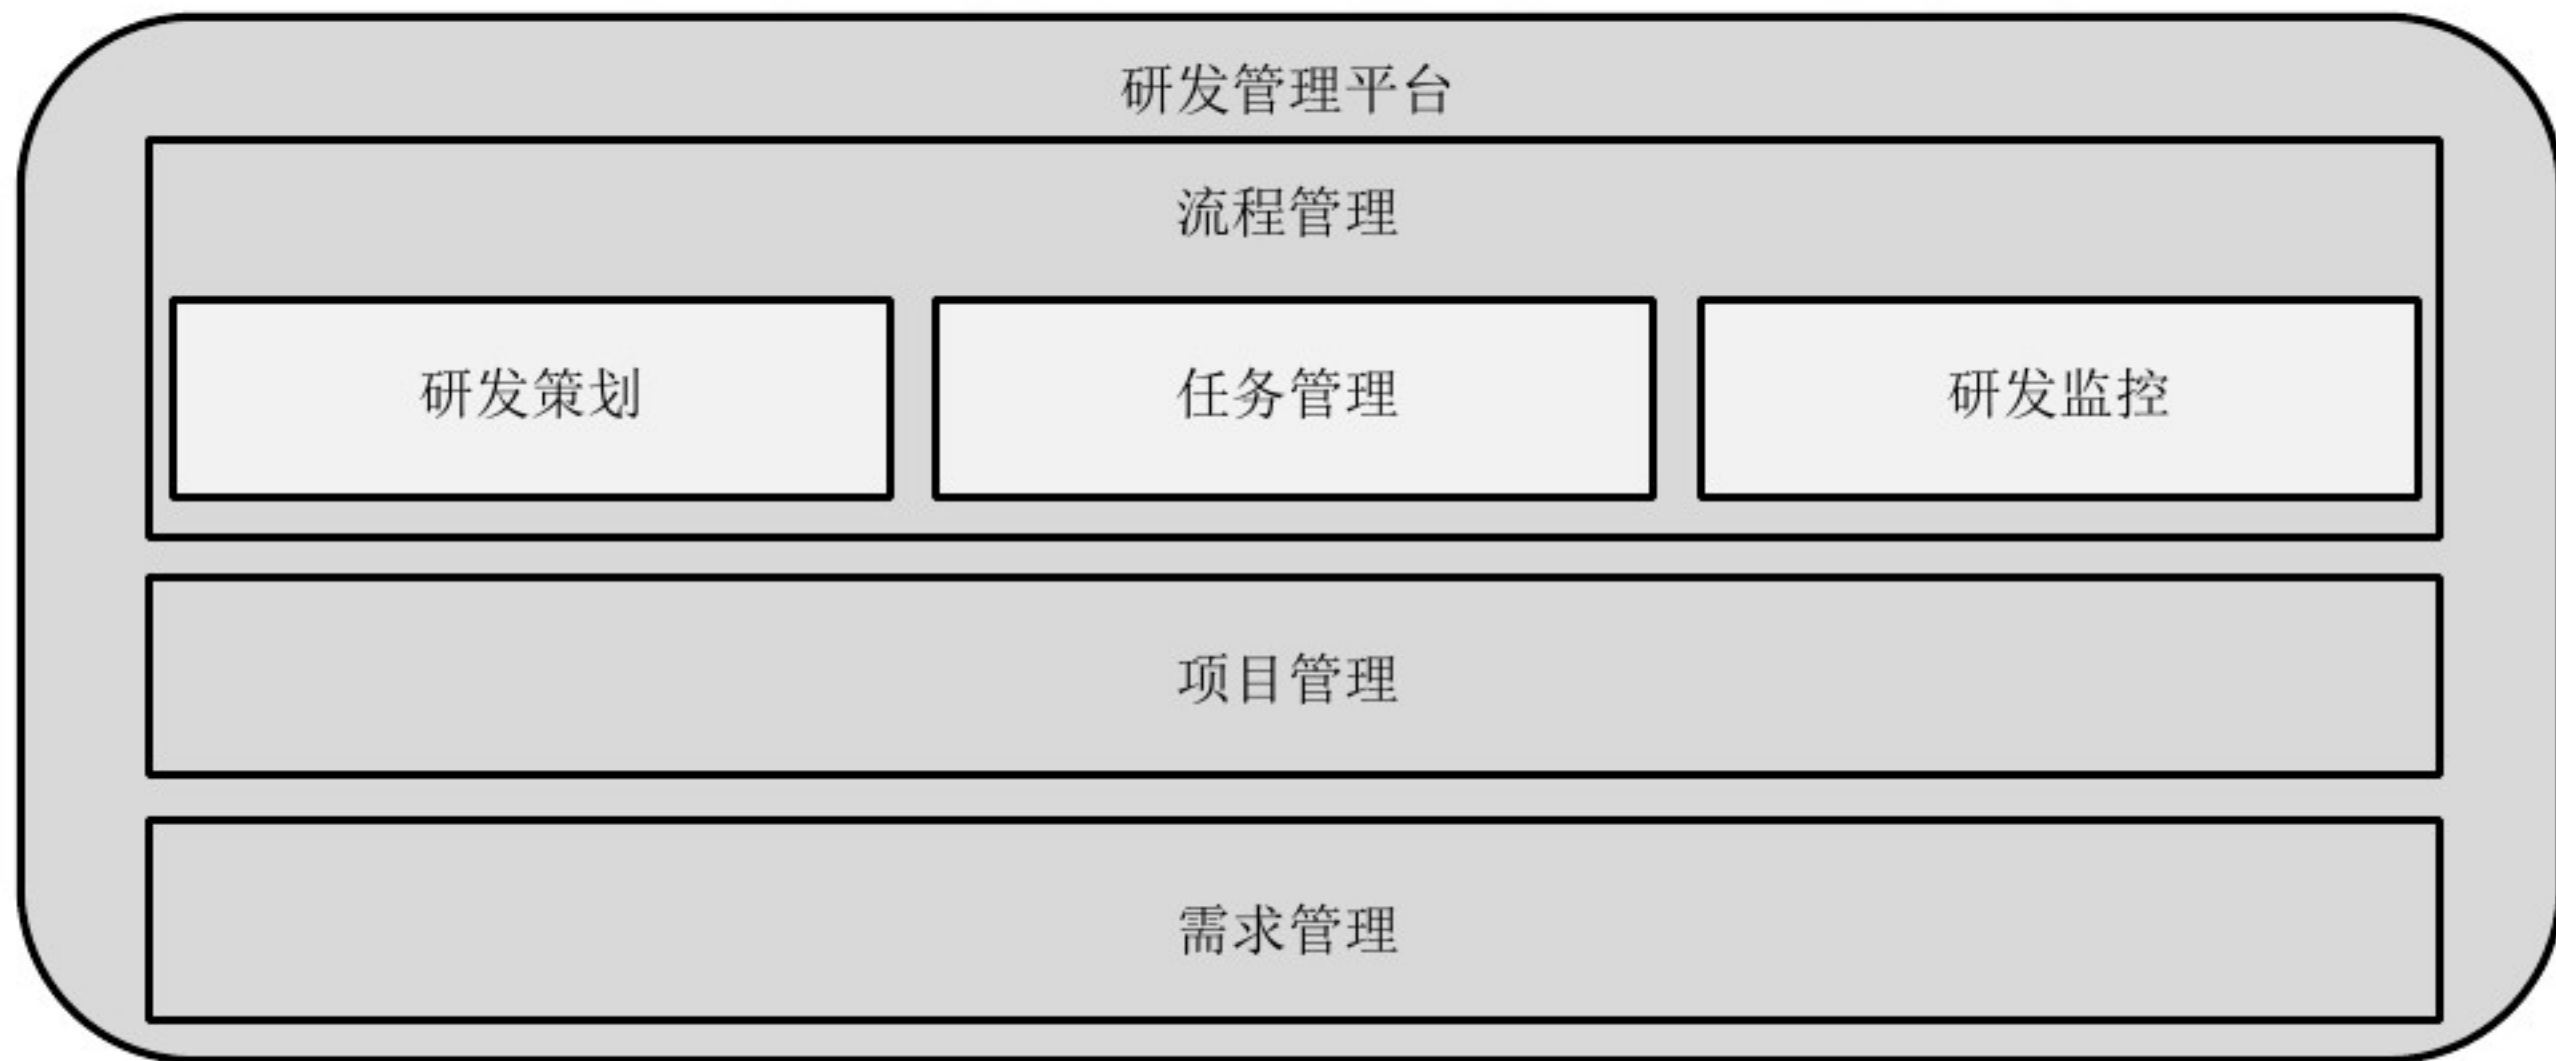 研发管理平台
流程管理
研发策划 任务管理 研发监控
项目管理
需求管理